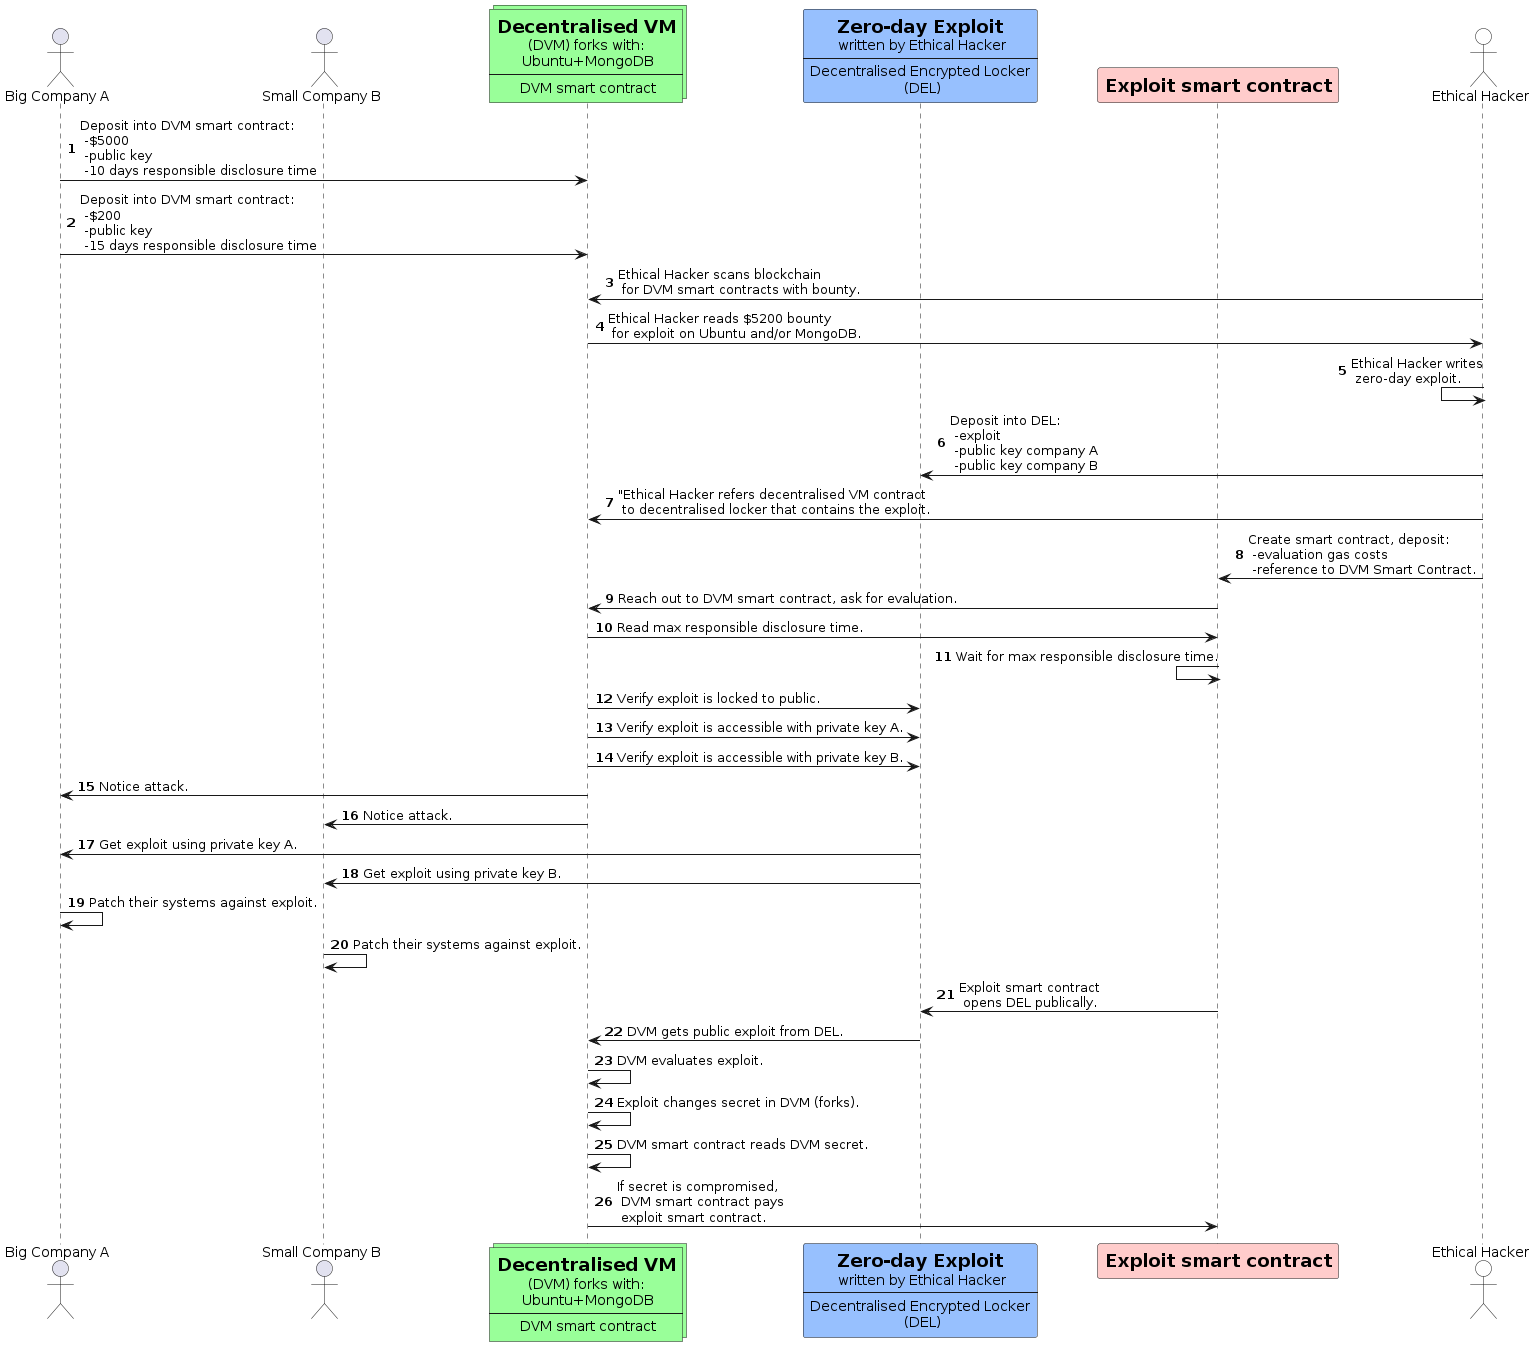 Big Company A
Small Company B
Decentralised VM
(DVM) forks with:
Ubuntu+MongoDB
DVM smart contract
Zero-day Exploit
written by Ethical Hacker
Decentralised Encrypted Locker
(DEL)
Exploit smart contract
Ethical Hacker
1 Deposit into DVM smart contract:
-$5000
-public key
-10 days responsible disclosure time
2 Deposit into DVM smart contract:
-$200
-public key
-15 days responsible disclosure time
3 Ethical Hacker scans blockchain
for DVM smart contracts with bounty.
4 Ethical Hacker reads $5200 bounty
for exploit on Ubuntu and/or MongoDB.
5 Ethical Hacker writes
zero-day exploit.
6 Deposit into DEL:
-exploit
-public key company A
-public key company B
7 "Ethical Hacker refers decentralised VM contract
to decentralised locker that contains the exploit.
8 Create smart contract, deposit:
-evaluation gas costs
-reference to DVM Smart Contract.
9 Reach out to DVM smart contract, ask for evaluation.
10 Read max responsible disclosure time.
11 Wait for max responsible disclosure time.
12 Verify exploit is locked to public.
13 Verify exploit is accessible with private key A.
14 Verify exploit is accessible with private key B.
15 Notice attack.
16 Notice attack.
17 Get exploit using private key A.
18 Get exploit using private key B.
19 Patch their systems against exploit.
20 Patch their systems against exploit.
21 Exploit smart contract
opens DEL publically.
22 DVM gets public exploit from DEL.
23 DVM evaluates exploit.
24 Exploit changes secret in DVM (forks).
25 DVM smart contract reads DVM secret.
26 If secret is compromised,
DVM smart contract pays
exploit smart contract.
Big Company A
Small Company B
Decentralised VM
(DVM) forks with:
Ubuntu+MongoDB
DVM smart contract
Zero-day Exploit
written by Ethical Hacker
Decentralised Encrypted Locker
(DEL)
Exploit smart contract
Ethical Hacker